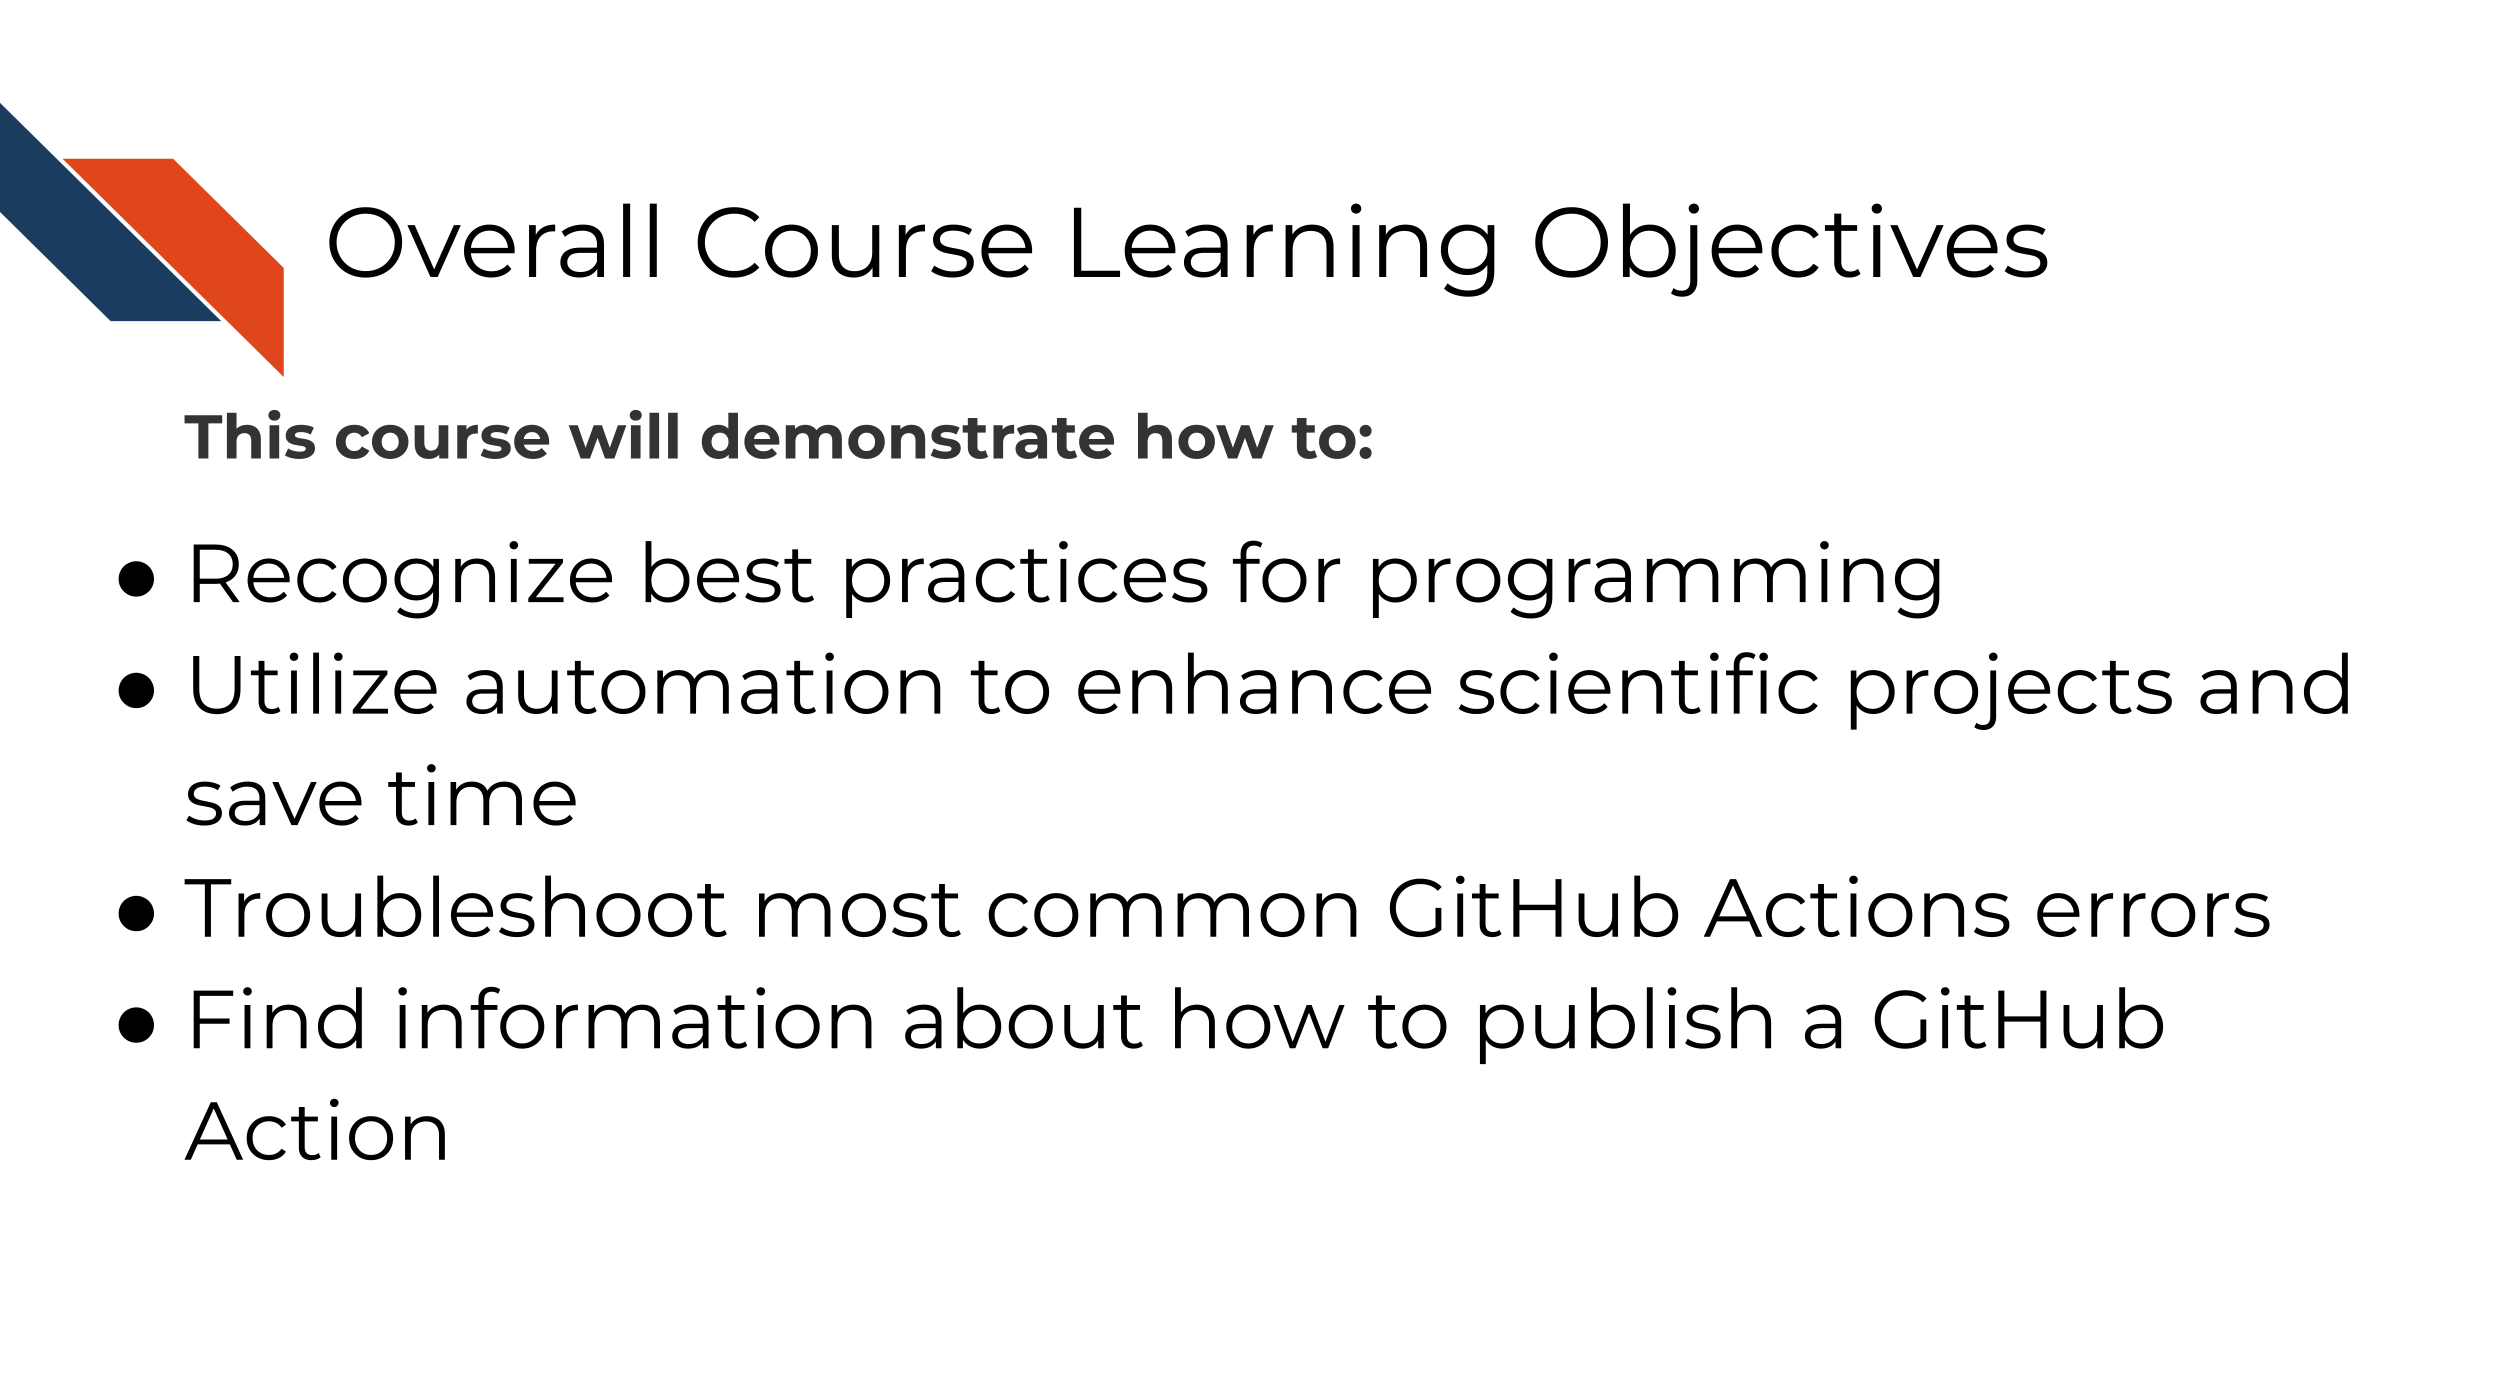 Overall Course Learning Objectives
This course will demonstrate how to:
● Recognize best practices for programming
● Utilize automation to enhance scientific projects and
save time
● Troubleshoot most common GitHub Actions errors
● Find information about how to publish a GitHub
Action